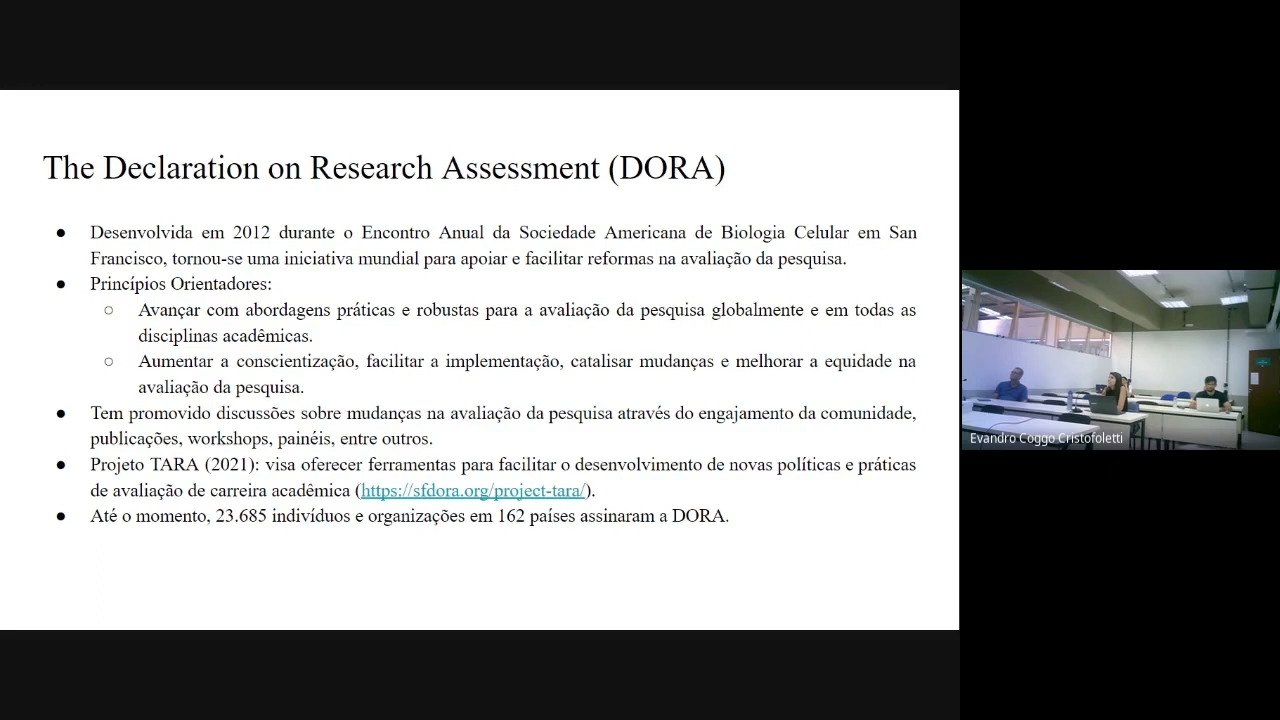 The Declaration on Research Assessment (DORA)
● Desenvolvida em 2012 durante o Encontro Anual da Sociedade Americana de Biologia Celular em San
Francisco, tornou-se uma iniciativa mundial para apoiar e facilitar reformas na avaliação da pesquisa.
● Princípios Orientadores:
○ Avançar com abordagens práticas e robustas para a avaliação da pesquisa globalmente e em todas as
disciplinas acadêmicas.
○ Aumentar a conscientização, facilitar a implementação, catalisar mudanças e melhorar a equidade na
avaliação da pesquisa.
● Tem promovido discussões sobre mudanças na avaliação da pesquisa através do engajamento da comunidade,
publicações, workshops, painéis, entre outros.
● Projeto TARA (2021): visa oferecer ferramentas para facilitar o desenvolvimento de novas políticas e práticas
de avaliação de carreira acadêmica (https://sfdora.org/project-tara/).
● Até o momento, 23.685 indivíduos e organizações em 162 países assinaram a DORA.
Evandro Coggo Cristofoletti